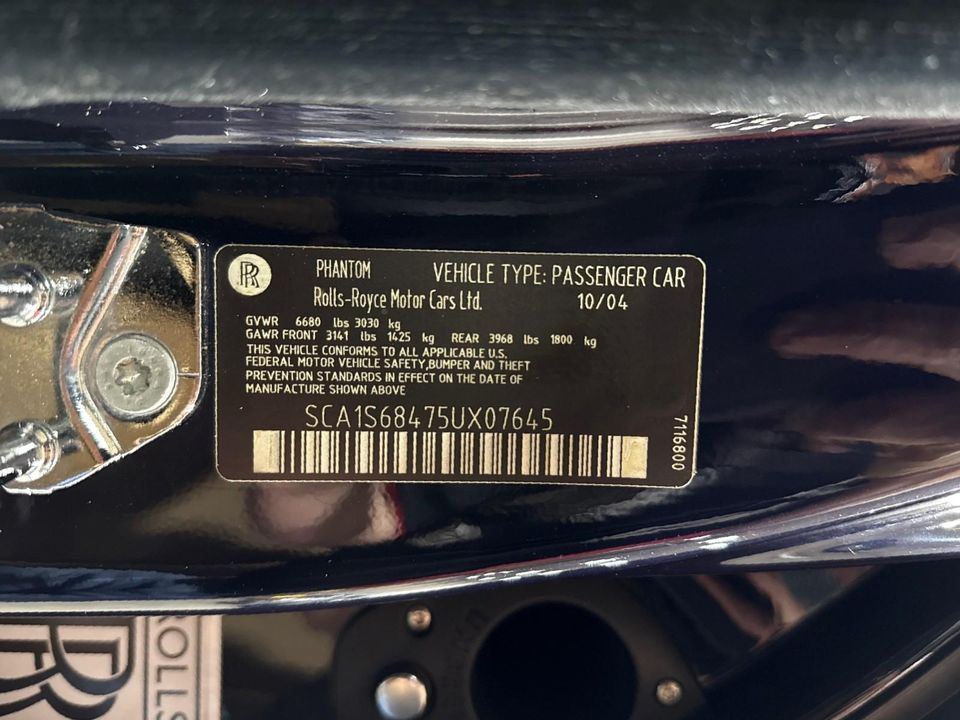 RR
PHANTOM VEHICLE TYPE: PASSENGER CAR
Rolls-Royce Motor Cars Ltd. 10/04
GVWR 6680 lbs 3030 kg
GAWR FRONT 3141 lbs 1425 kg REAR 3968 lbs 1800 kg
THIS VEHICLE CONFORMS TO ALL APPLICABLE U.S.
FEDERAL MOTOR VEHICLE SAFETY,BUMPER AND THEFT
PREVENTION STANDARDS IN EFFECT ON THE DATE OF
MANUFACTURE SHOWN ABOVE
SCA1S68475UX07645
7116800
RR
ROLLS